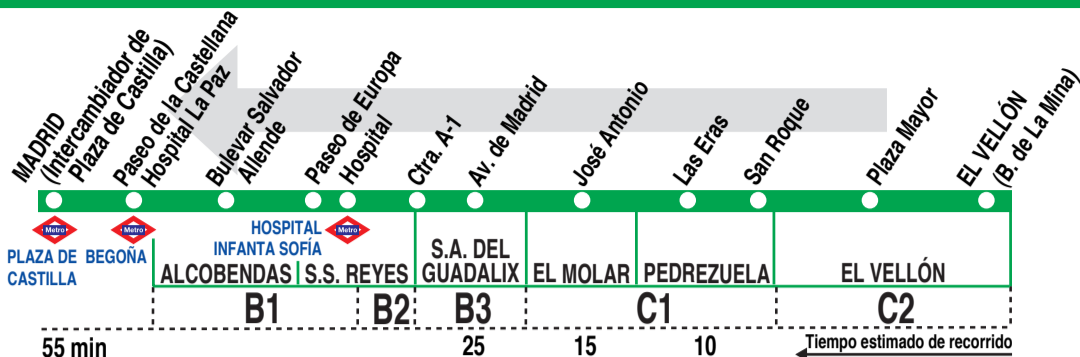 MADRID
(Intercambiador de
Plaza de Castilla)
Paseo de la Castellana
Hospital La Paz
Bulevar Salvador
Allende
Paseo de Europa
Hospital
Ctra. A-1
Av. de Madrid
José Antonio
Las Eras
San Roque
Plaza Mayor
EL VELLÓN
(B. de La Mina)
Metro
Metro
Metro
PLAZA DE
CASTILLA
BEGOÑA
HOSPITAL
INFANTA SOFÍA
ALCOBENDAS
S.S. REYES
S.A. DEL
GUADALIX
EL MOLAR
PEDREZUELA
EL VELLÓN
B1
B2
B3
C1
C2
55 min
25
15
10
Tiempo estimado de recorrido